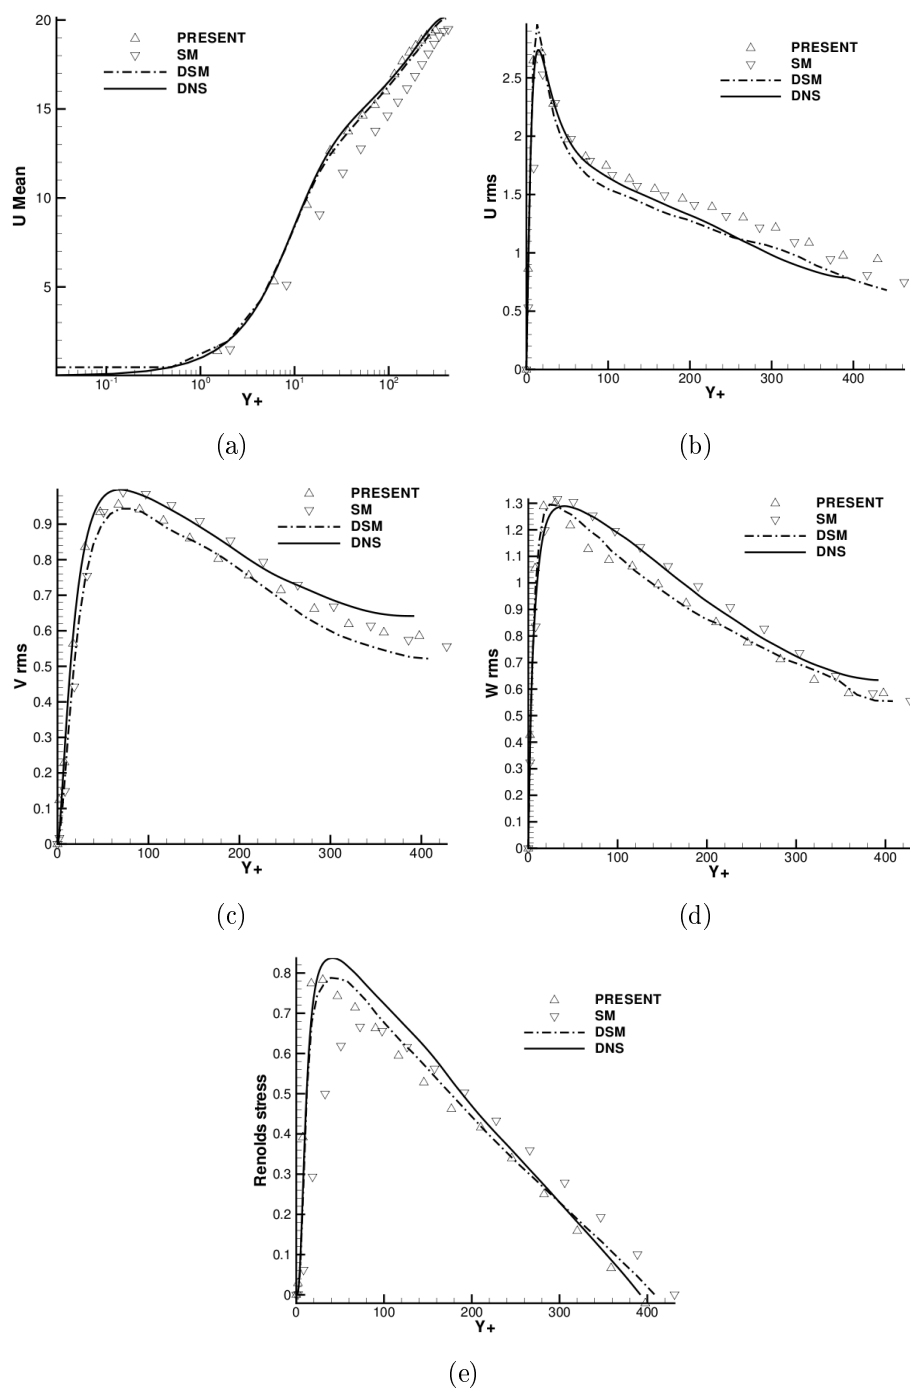 20
15
10
5
U Mean
PRESENT
SM
DSM
DNS
10-1
100
101
102
Y+
(a)
2.5
2
1.5
1
0.5
0
U rms
PRESENT
SM
DSM
DNS
0
100
200
300
400
Y+
(b)
0.9
0.8
0.7
0.6
0.5
0.4
0.3
0.2
0.1
0
V rms
PRESENT
SM
DSM
DNS
0
100
200
300
400
Y+
(c)
1.3
1.2
1.1
1
0.9
0.8
0.7
0.6
0.5
0.4
0.3
0.2
0.1
0
W rms
PRESENT
SM
DSM
DNS
0
100
200
300
400
Y+
(d)
0.8
0.7
0.6
0.5
0.4
0.3
0.2
0.1
0
Renolds stress
PRESENT
SM
DSM
DNS
0
100
200
300
400
Y+
(e)